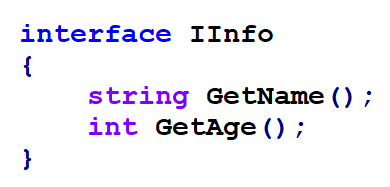 interface IInfo
{
    string GetName();
    int GetAge();
}